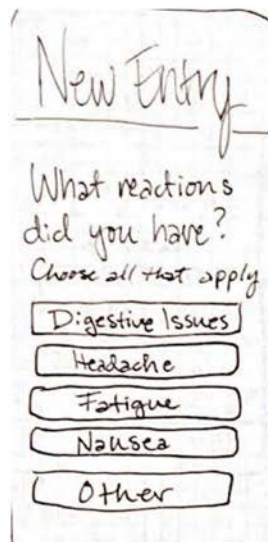 New Entry
What reactions
did you have?
Choose all that apply
Digestive Issues
Headache
Fatigue
Nausea
Other